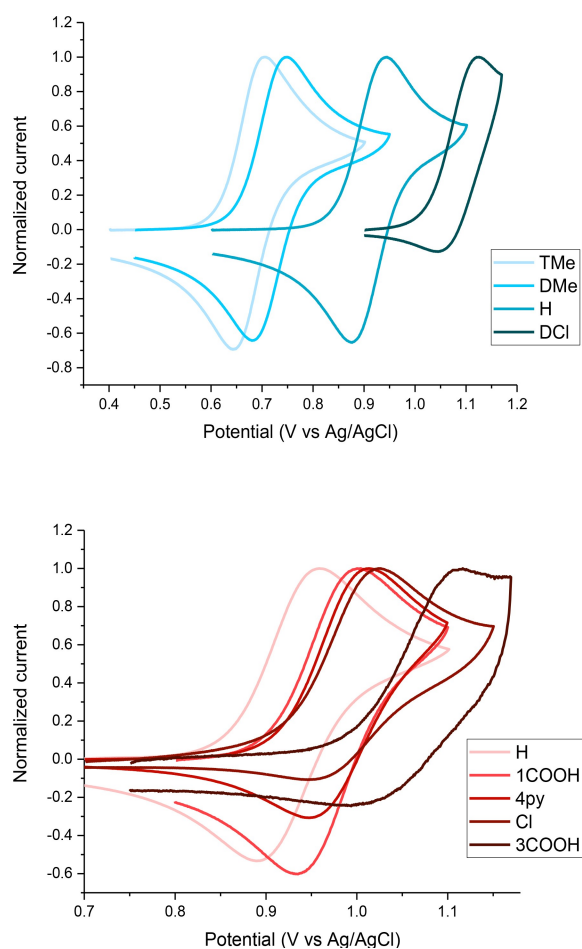 1.2
1.0
0.8
0.6
0.4
0.2
0.0
-0.2
-0.4
-0.6
-0.8
Normalized current
TMe
DMe
H
DCl
0.4 0.5 0.6 0.7 0.8 0.9 1.0 1.1 1.2
Potential (V vs Ag/AgCl)
1.2
1.0
0.8
0.6
0.4
0.2
0.0
-0.2
-0.4
-0.6
Normalized current
H
1COOH
4py
Cl
3COOH
0.7 0.8 0.9 1.0 1.1
Potential (V vs Ag/AgCl)